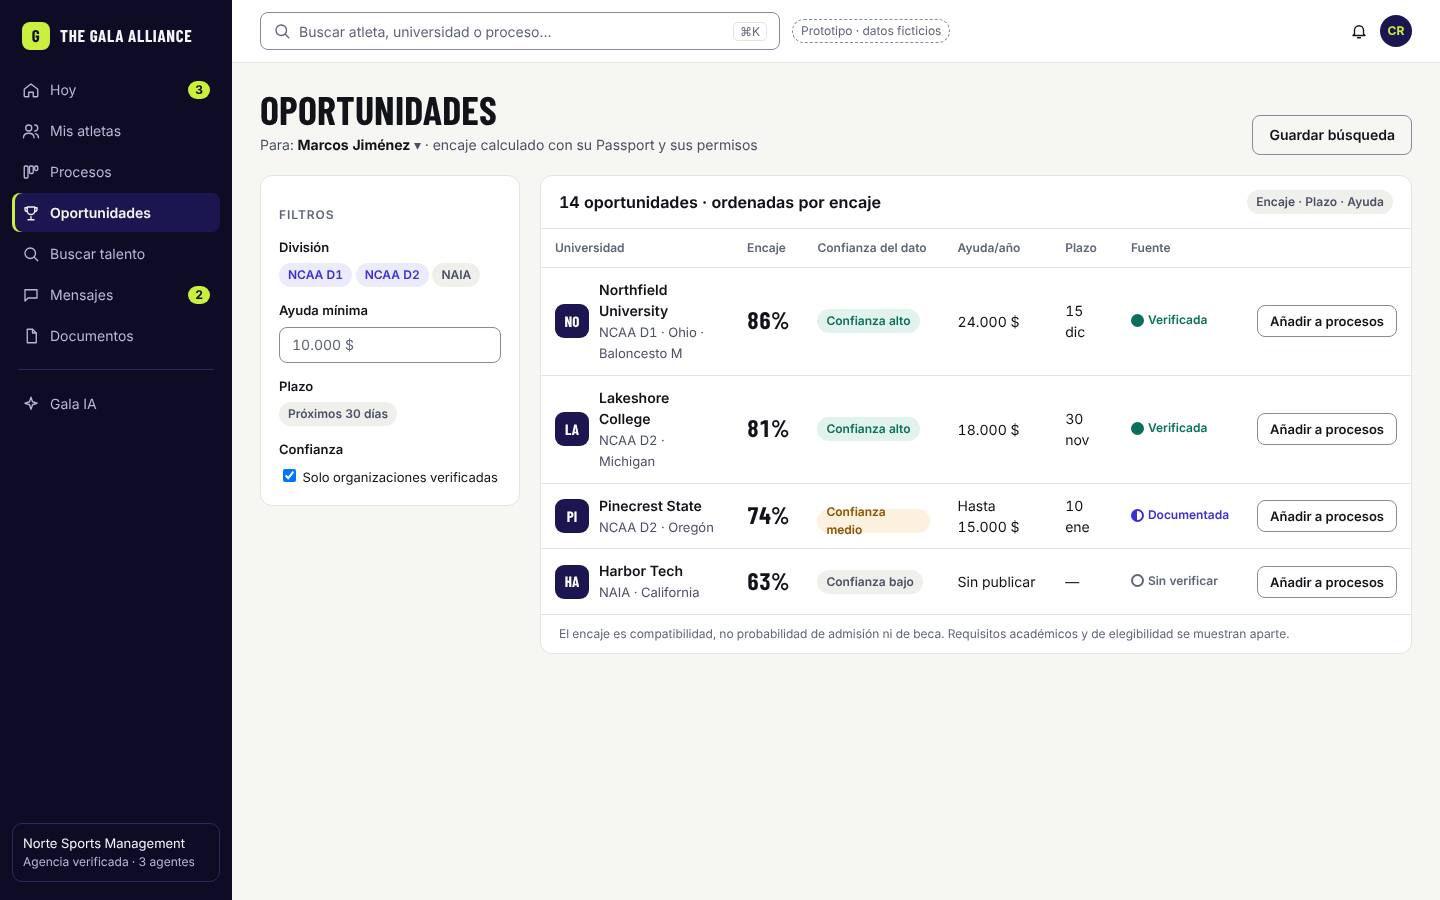 G THE GALA ALLIANCE
Hoy 3
Mis atletas
Procesos
Oportunidades
Buscar talento
Mensajes 2
Documentos
Gala IA
Norte Sports Management
Agencia verificada · 3 agentes
Buscar atleta, universidad o proceso... ⌘K
Prototipo · datos ficticios
CR
OPORTUNIDADES
Para: Marcos Jiménez ▾ · encaje calculado con su Passport y sus permisos
Guardar búsqueda
FILTROS
División
NCAA D1 NCAA D2 NAIA
Ayuda mínima
10.000 $
Plazo
Próximos 30 días
Confianza
Solo organizaciones verificadas
14 oportunidades · ordenadas por encaje
Encaje · Plazo · Ayuda
Universidad Encaje Confianza del dato Ayuda/año Plazo Fuente
NO
Northfield
University
NCAA D1 · Ohio ·
Baloncesto M
86%
Confianza alto
24.000 $
15
dic
Verificada
Añadir a procesos
LA
Lakeshore
College
NCAA D2 ·
Michigan
81%
Confianza alto
18.000 $
30
nov
Verificada
Añadir a procesos
PI
Pinecrest State
NCAA D2 · Oregón
74%
Confianza
medio
Hasta
15.000 $
10
ene
Documentada
Añadir a procesos
HA
Harbor Tech
NAIA · California
63%
Confianza bajo
Sin publicar
—
Sin verificar
Añadir a procesos
El encaje es compatibilidad, no probabilidad de admisión ni de beca. Requisitos académicos y de elegibilidad se muestran aparte.